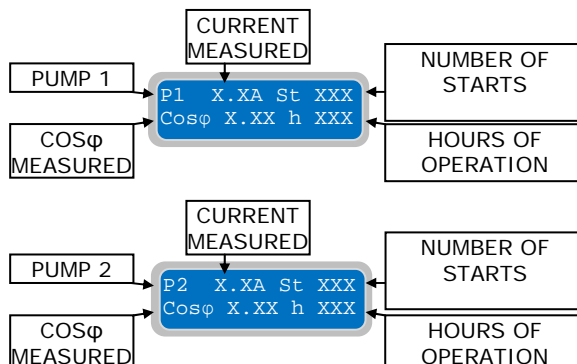 CURRENT
MEASURED
NUMBER OF
STARTS
PUMP 1
P1 X.XA St XXX
Cosφ X.XX h XXX
COSφ
MEASURED
HOURS OF
OPERATION
CURRENT
MEASURED
NUMBER OF
STARTS
PUMP 2
P2 X.XA St XXX
Cosφ X.XX h XXX
COSφ
MEASURED
HOURS OF
OPERATION